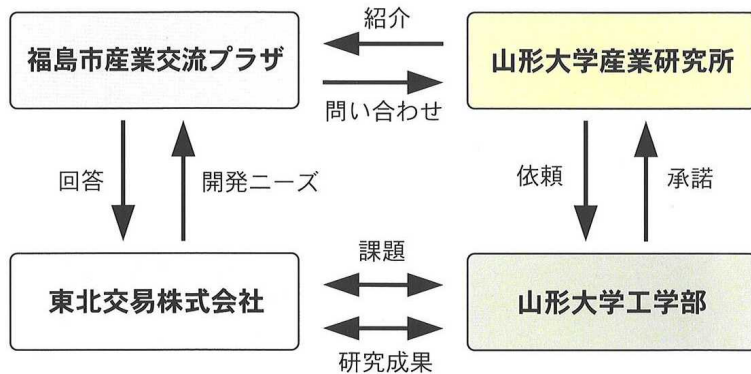 紹介
福島市産業交流プラザ
山形大学産業研究所
問い合わせ
回答
開発ニーズ
依頼
承諾
課題
東北交易株式会社
山形大学工学部
研究成果